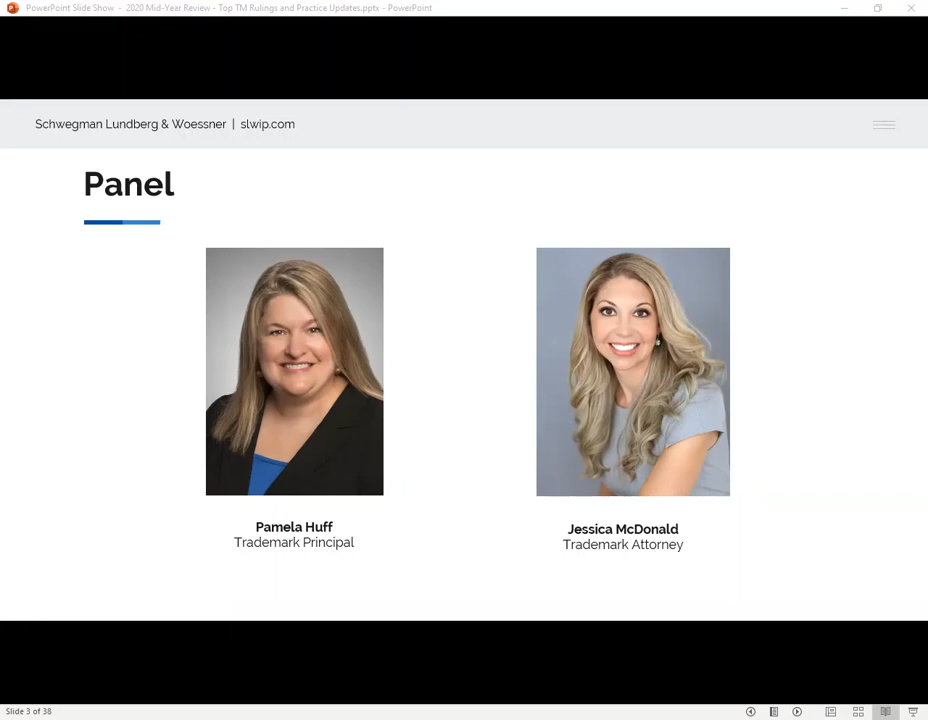 PowerPoint Slide Show  -  2020 Mid-Year Review - Top TM Rulings and Practice Updates.pptx - PowerPoint
Schwegman Lundberg & Woessner | slwip.com
Panel
Pamela Huff
Trademark Principal
Jessica McDonald
Trademark Attorney
Slide 3 of 38